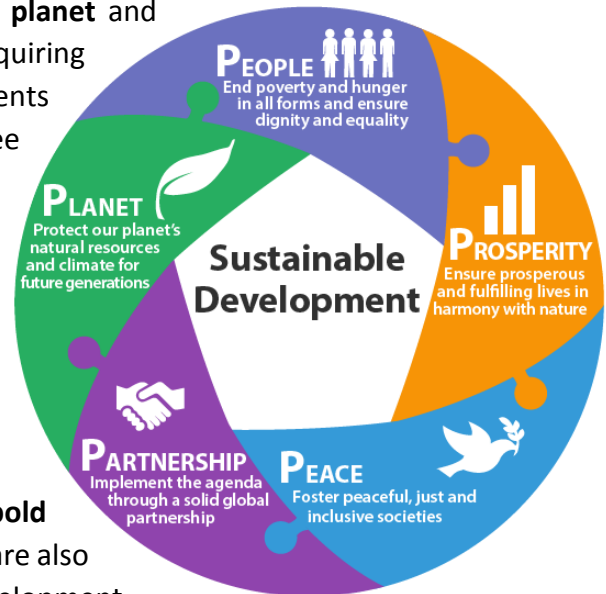 planet and
quiring
ents
ee
PEOPLE
End poverty and hunger
in all forms and ensure
dignity and equality
PROSPERITY
Ensure prosperous
and fulfilling lives in
harmony with nature
PLANET
Protect our planet’s
natural resources
and climate for
future generations
Sustainable
Development
PARTNERSHIP
Implement the agenda
through a solid global
partnership
PEACE
Foster peaceful, just and
inclusive societies
bold
are also